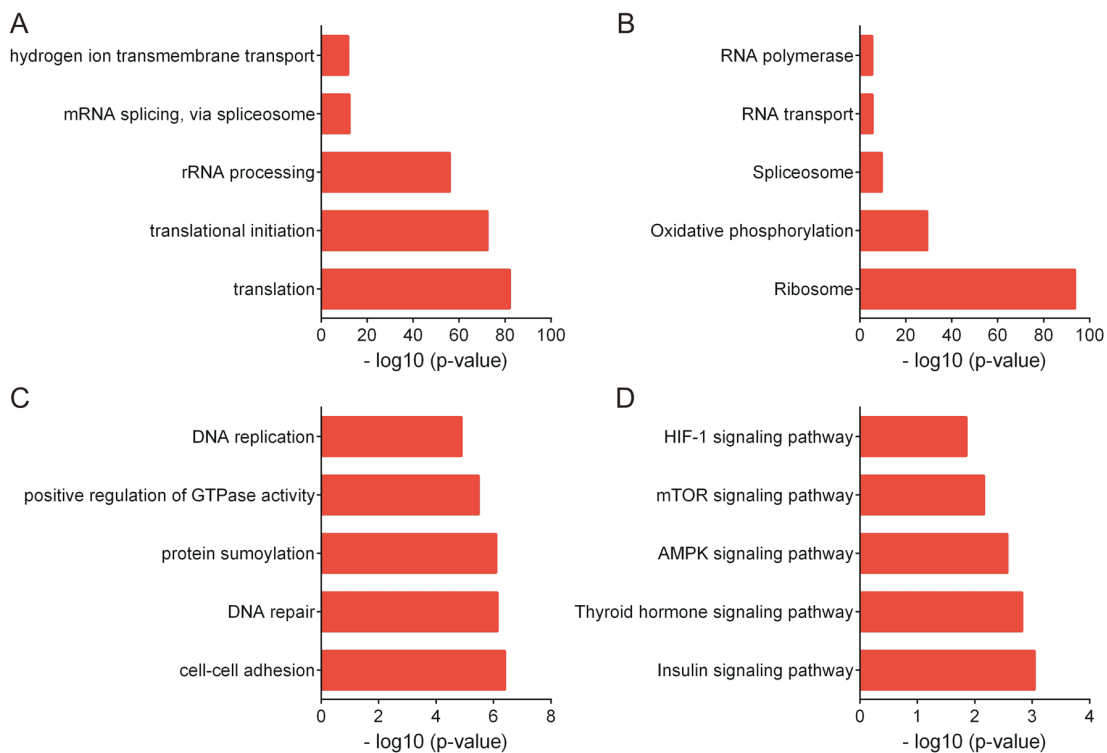 A
hydrogen ion transmembrane transport
mRNA splicing, via spliceosome
rRNA processing
translational initiation
translation
0 20 40 60 80 100
- log10 (p-value)
B
RNA polymerase
RNA transport
Spliceosome
Oxidative phosphorylation
Ribosome
0 20 40 60 80 100
- log10 (p-value)
C
DNA replication
positive regulation of GTPase activity
protein sumoylation
DNA repair
cell-cell adhesion
0 2 4 6 8
- log10 (p-value)
D
HIF-1 signaling pathway
mTOR signaling pathway
AMPK signaling pathway
Thyroid hormone signaling pathway
Insulin signaling pathway
0 1 2 3 4
- log10 (p-value)